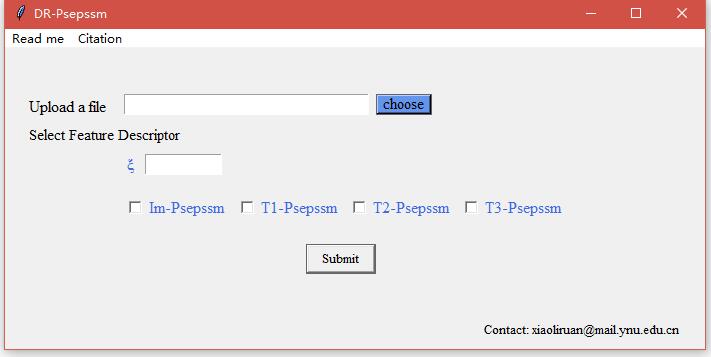 DR-Psepssm
Read me Citation
Upload a file choose
Select Feature Descriptor
ξ
Im-Psepssm T1-Psepssm T2-Psepssm T3-Psepssm
Submit
Contact: xiaoliruan@mail.ynu.edu.cn